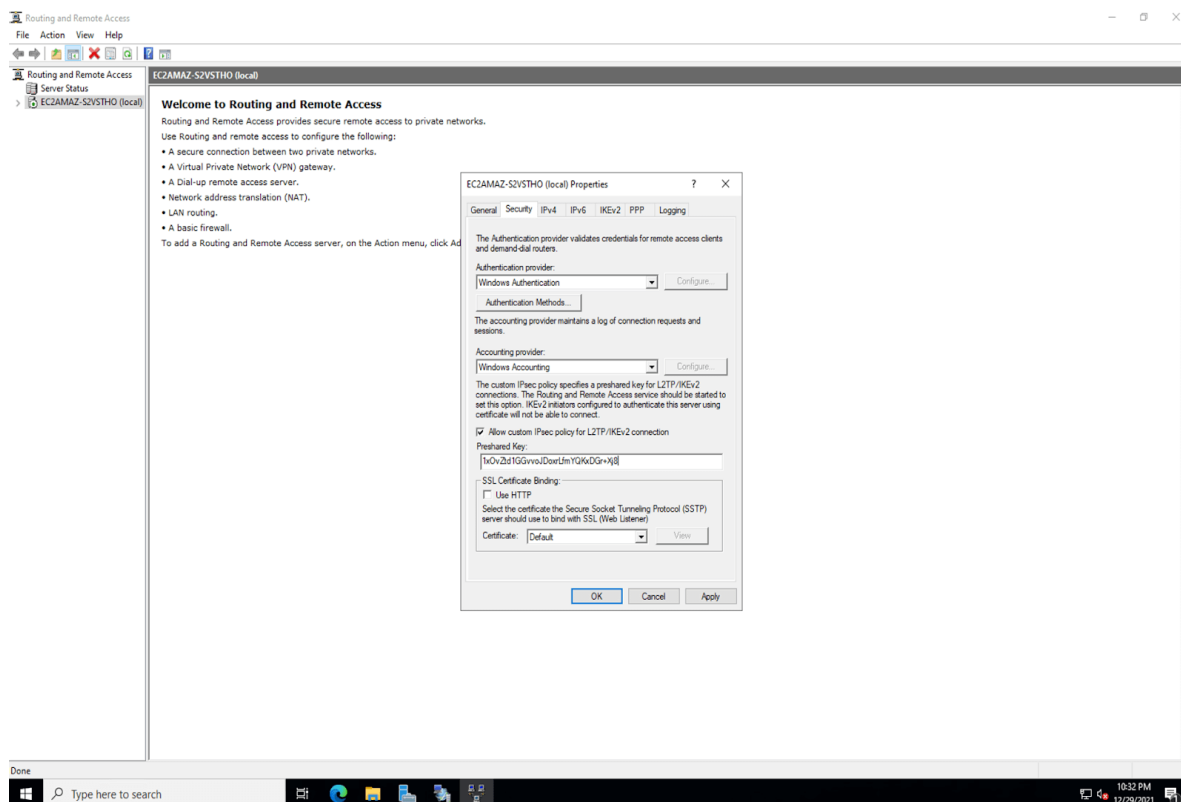 Routing and Remote Access
File Action View Help
Routing and Remote Access
Server Status
EC2AMAZ-S2VSTHO (local)
EC2AMAZ-S2VSTHO (local)
Welcome to Routing and Remote Access
Routing and Remote Access provides secure remote access to private networks.
Use Routing and remote access to configure the following:
• A secure connection between two private networks.
• A Virtual Private Network (VPN) gateway.
• A Dial-up remote access server.
• Network address translation (NAT).
• LAN routing.
• A basic firewall.
To add a Routing and Remote Access server, on the Action menu, click Ad
EC2AMAZ-S2VSTHO (local) Properties
General Security IPv4 IPv6 IKEv2 PPP Logging
The Authentication provider validates credentials for remote access clients
and demand-dial routers.
Authentication provider:
Windows Authentication Configure...
Authentication Methods...
The accounting provider maintains a log of connection requests and
sessions.
Accounting provider:
Windows Accounting Configure...
The custom IPsec policy specifies a preshared key for L2TP/IKEv2
connections. The Routing and Remote Access service should be started to
set this option. IKEv2 initiators configured to authenticate this server using
certificate will not be able to connect.
Allow custom IPsec policy for L2TP/IKEv2 connection
Preshared Key:
1xOvZtd1GGvvoJDoxrLfmYQKxDGr+Xj8
SSL Certificate Binding:
Use HTTP
Select the certificate the Secure Socket Tunneling Protocol (SSTP)
server should use to bind with SSL (Web Listener)
Certificate: Default View
OK Cancel Apply
Done
Type here to search
10:32 PM
12/29/2021